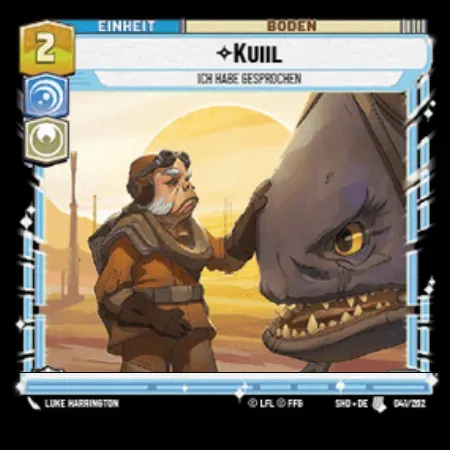 EINHEIT
BODEN
2
KUIIL
ICH HABE GESPROCHEN
LUKE HARRINGTON
© LFL Ⓟ FFG
SHD • DE
041/262